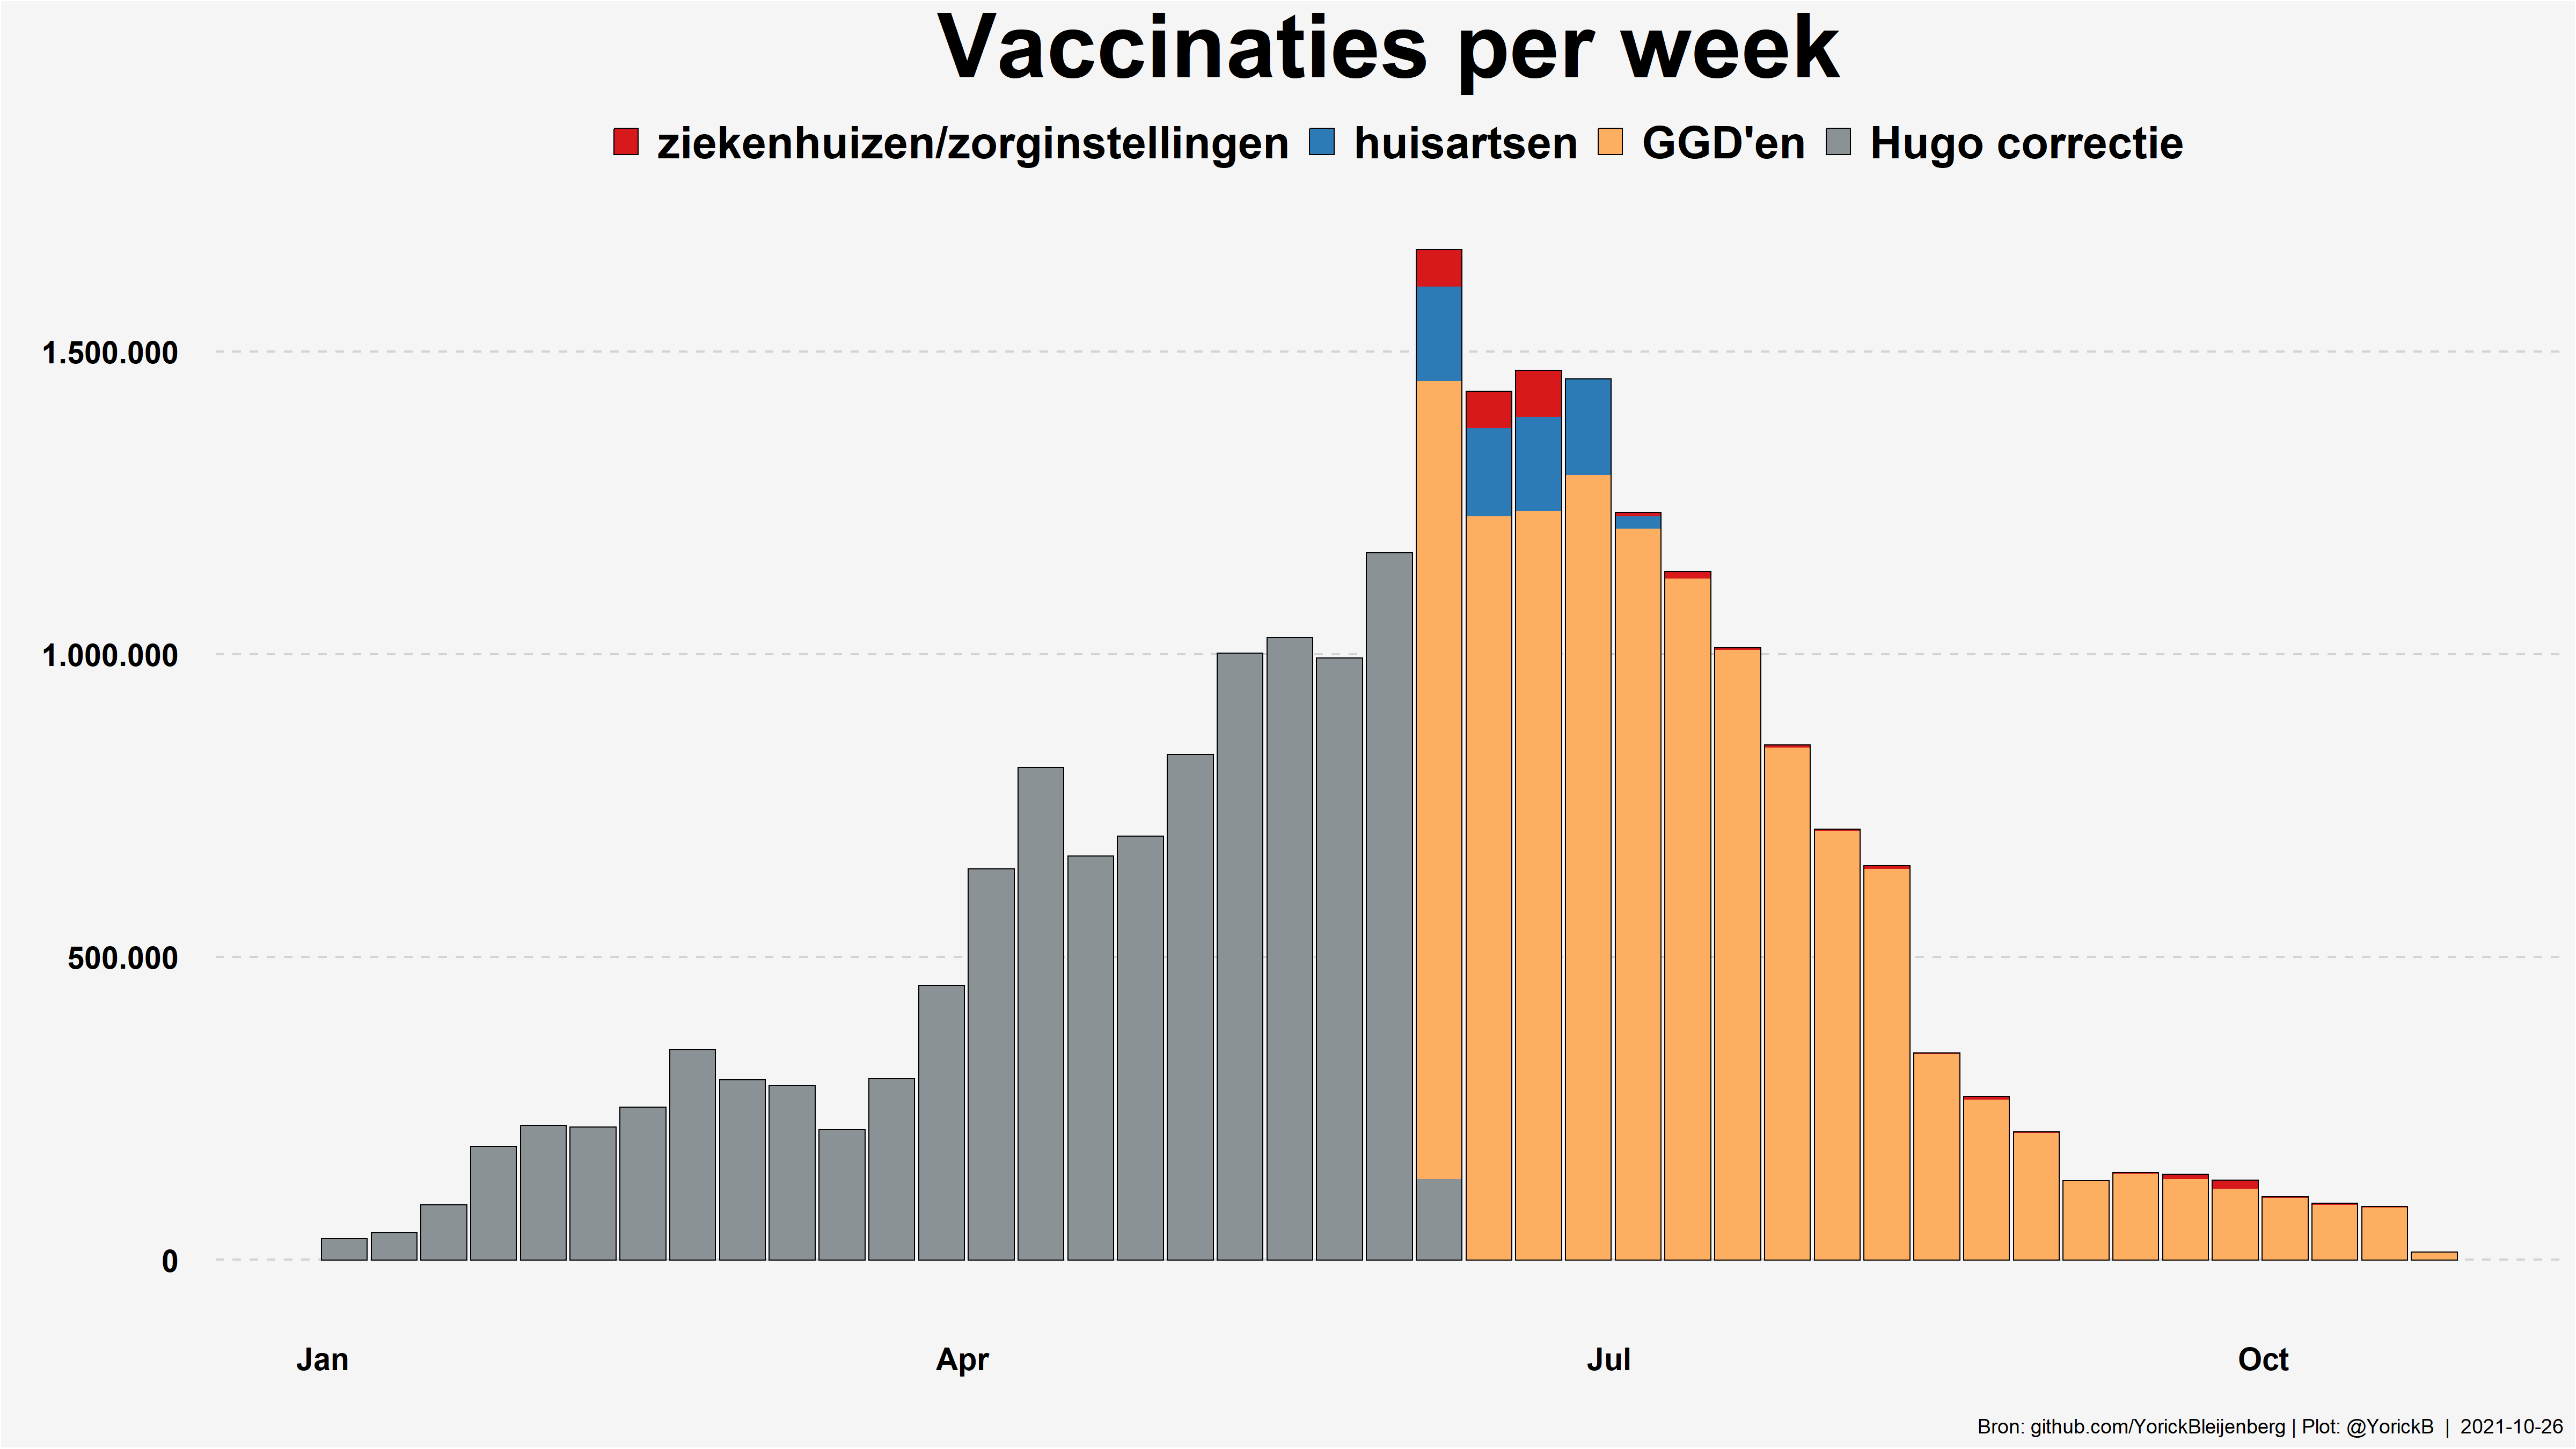 Vaccinaties per week
ziekenhuizen/zorginstellingen huisartsen GGD'en Hugo correctie
1.500.000
1.000.000
500.000
0
Jan Apr Jul Oct
Bron: github.com/YorickBleijenberg | Plot: @YorickB | 2021-10-26